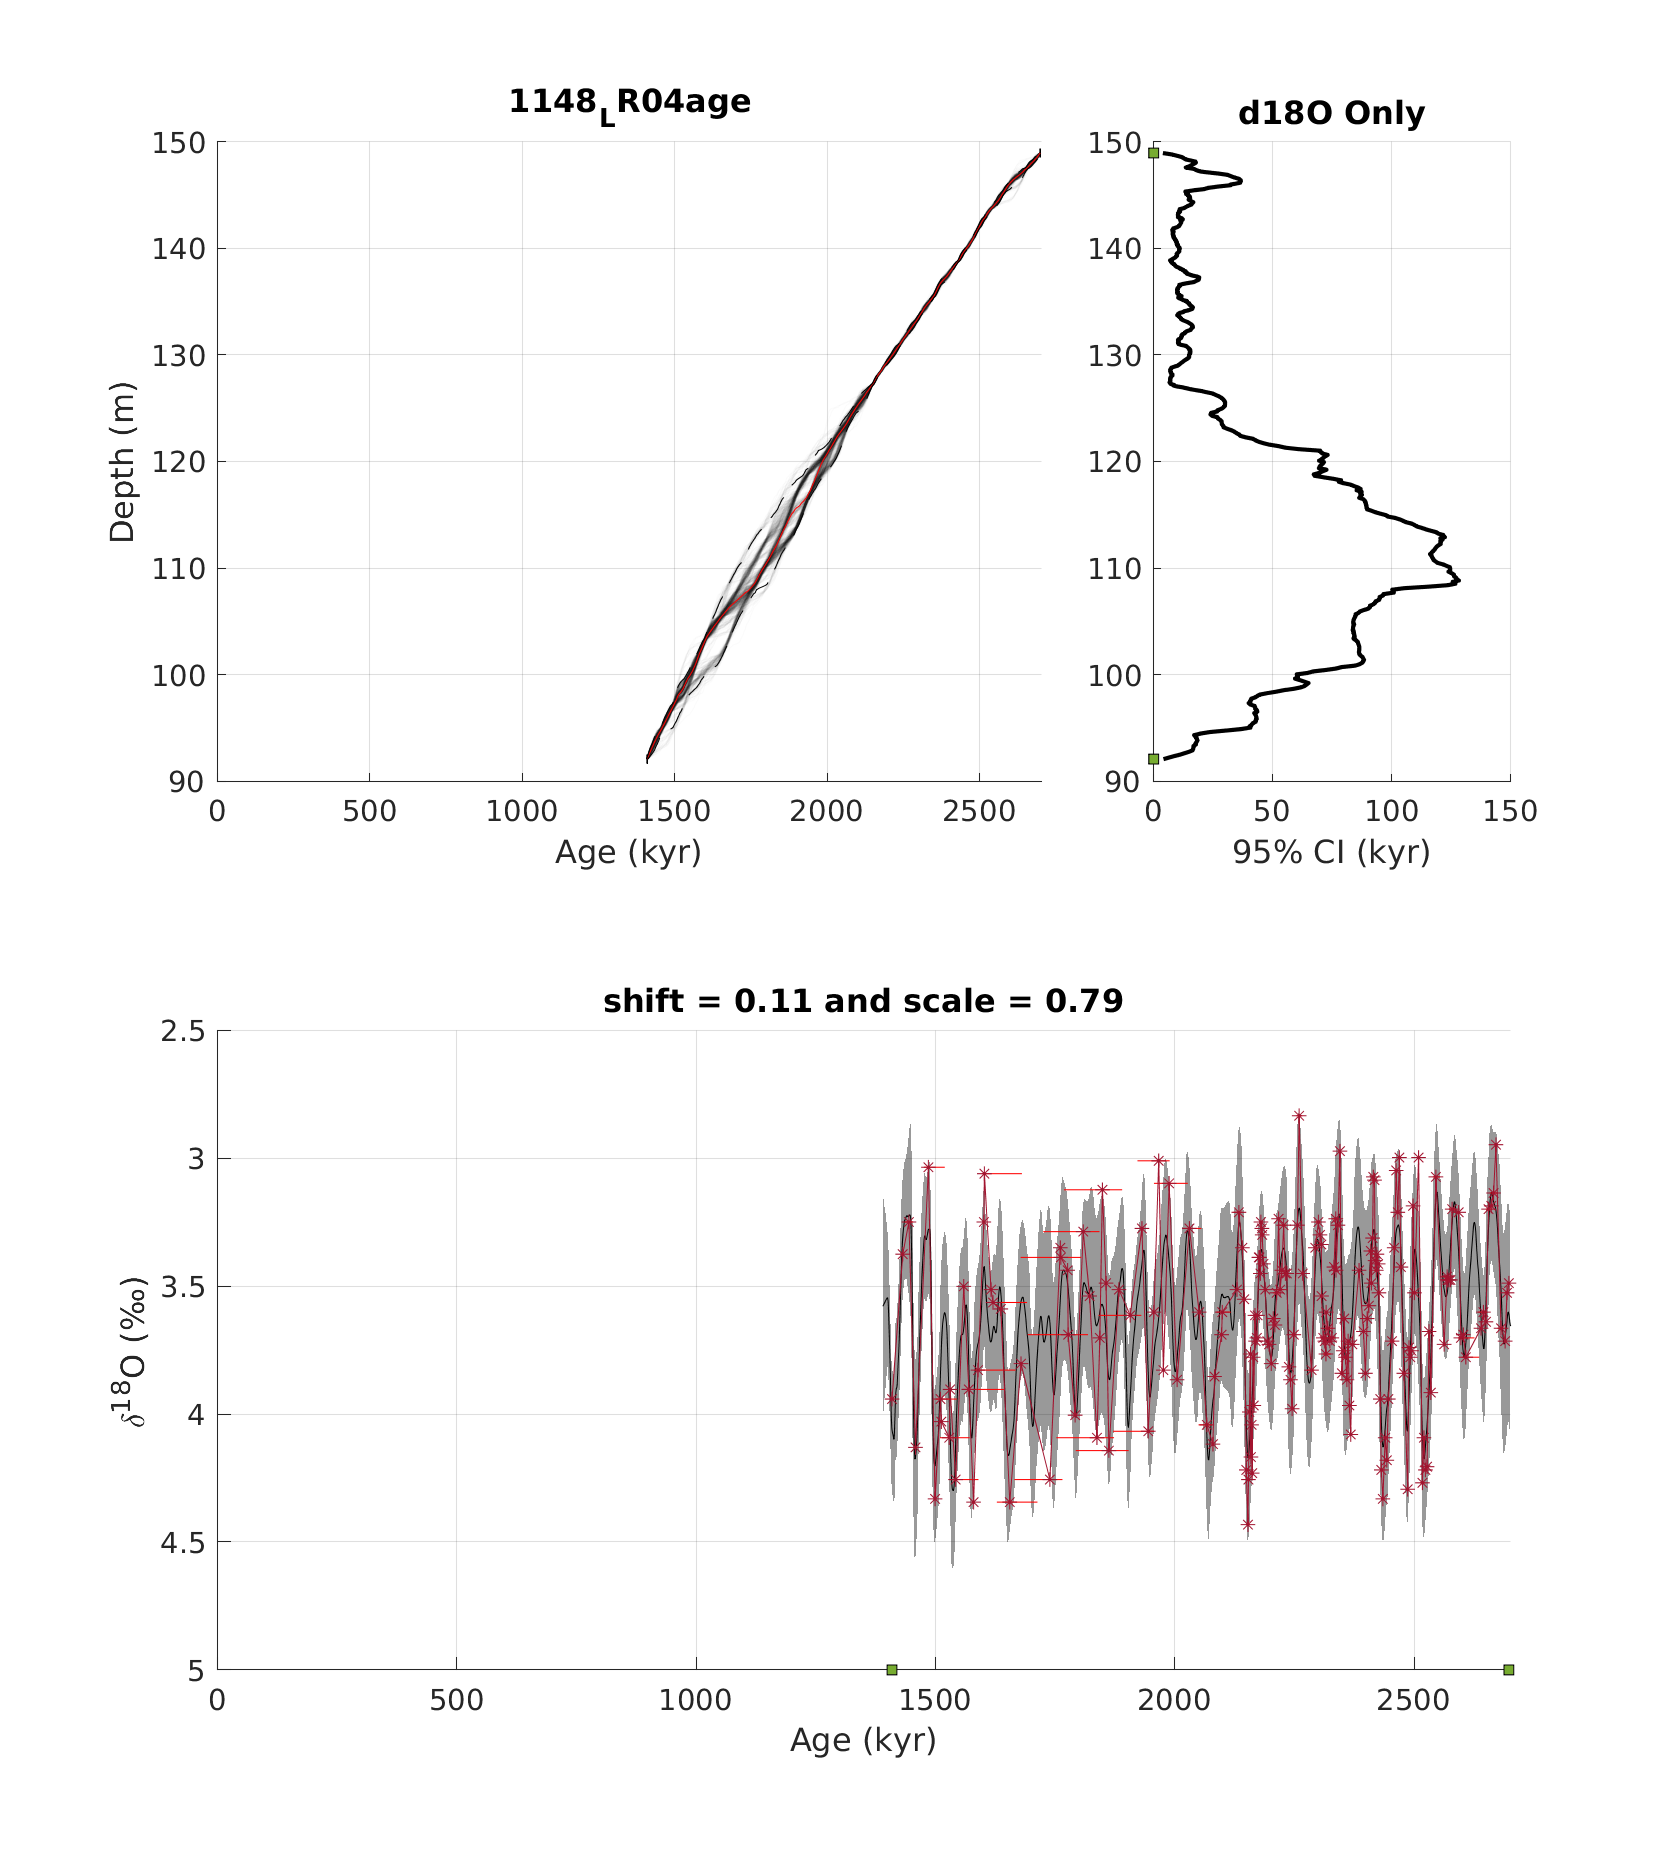 1148LR04age
d18O Only
150
140
130
120
110
100
90
Depth (m)
0 500 1000 1500 2000 2500
Age (kyr)
150
140
130
120
110
100
90
0 50 100 150
95% CI (kyr)
shift = 0.11 and scale = 0.79
2.5
3
3.5
4
4.5
5
δ18O (‰)
0 500 1000 1500 2000 2500
Age (kyr)